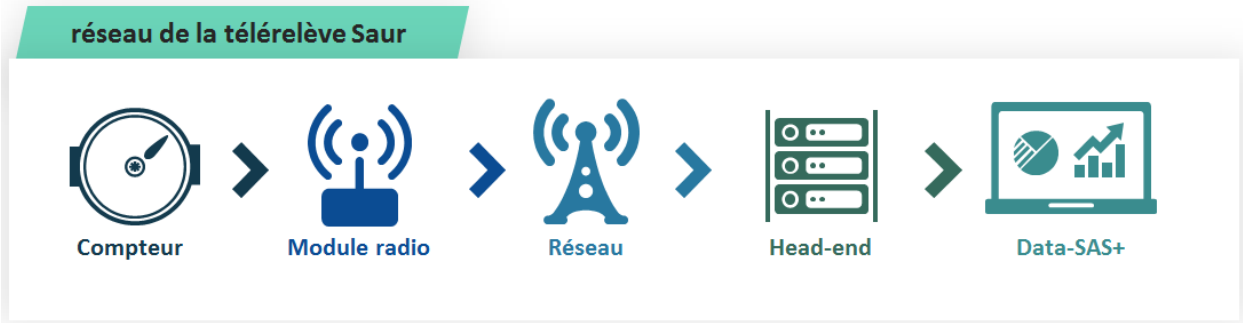 réseau de la télérelève Saur
Compteur
Module radio
Réseau
Head-end
Data-SAS+